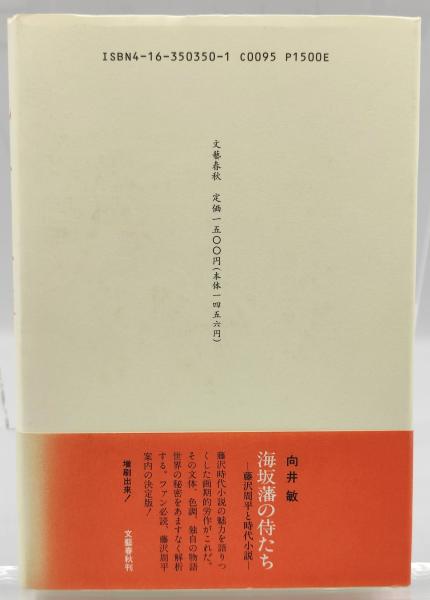 ISBN4-16-350350-1 C0095 P1500E
文藝春秋 定価一五〇〇円(本体一四五六円)
向井 敏
海坂藩の侍たち
―藤沢周平と時代小説―
藤沢時代小説の魅力を語りつ
くした画期的労作がこれだ。
その文体、色調、独自の物語
世界の秘密をあますなく解析
する。ファン必読、藤沢周平
案内の決定版!
増刷出来!
文藝春秋刊